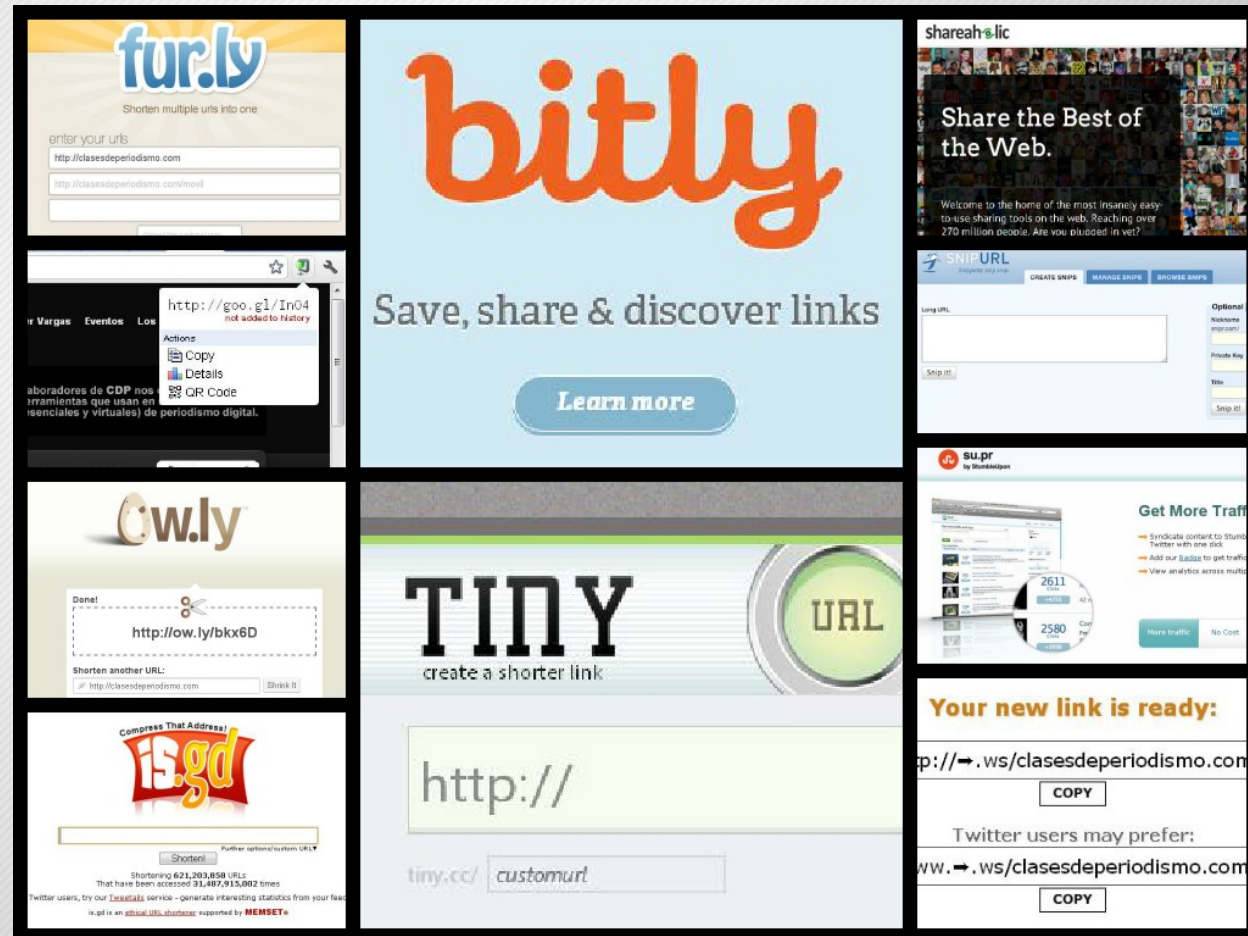 fur.ly
Shorten multiple urls into one
enter your urls
http://clasesdeperiodismo.com
http://clasesdeperiodismo.com/movil
http://goo.gl/In04
not added to history
Actions
Copy
Details
QR Code
er Vargas Eventos Los
aboradores de CDP nos
erramientas que usan en
esenciales y virtuales) de periodismo digital.
Ow.ly
Done!
http://ow.ly/bkx6D
Shorten another URL:
http://clasesdeperiodismo.com Shrink It
Compress That Address!
is.gd
Further options/custom URL▼
Shorten!
Shortening 621,203,858 URLs
That have been accessed 31,487,915,002 times
Twitter users, try our Tweetails service - generate interesting statistics from your feed
is.gd is an ethical URL shortener supported by MEMSET
bitly
Save, share & discover links
Learn more
TINY
URL
create a shorter link
http://
tiny.cc/ customurl
shareaholic
Share the Best of
the Web.
Welcome to the home of the most insanely easy-
to-use sharing tools on the web. Reaching over
270 million people. Are you plugged in yet?
SNIPURL
Snippetty snip snip
CREATE SNIPS MANAGE SNIPS BROWSE SNIPS
Long URL
Snip it!
Optional
Nickname
snipr.com/
Private Key
Title
Snip it!
su.pr
by StumbleUpon
Get More Traff
Syndicate content to Stumb
Twitter with one click
Add our Badge to get traffic
View analytics across multip
2611
2580
More traffic No Cost
Your new link is ready:
tp://➡.ws/clasesdeperiodismo.com
COPY
Twitter users may prefer:
ww.➡.ws/clasesdeperiodismo.com
COPY